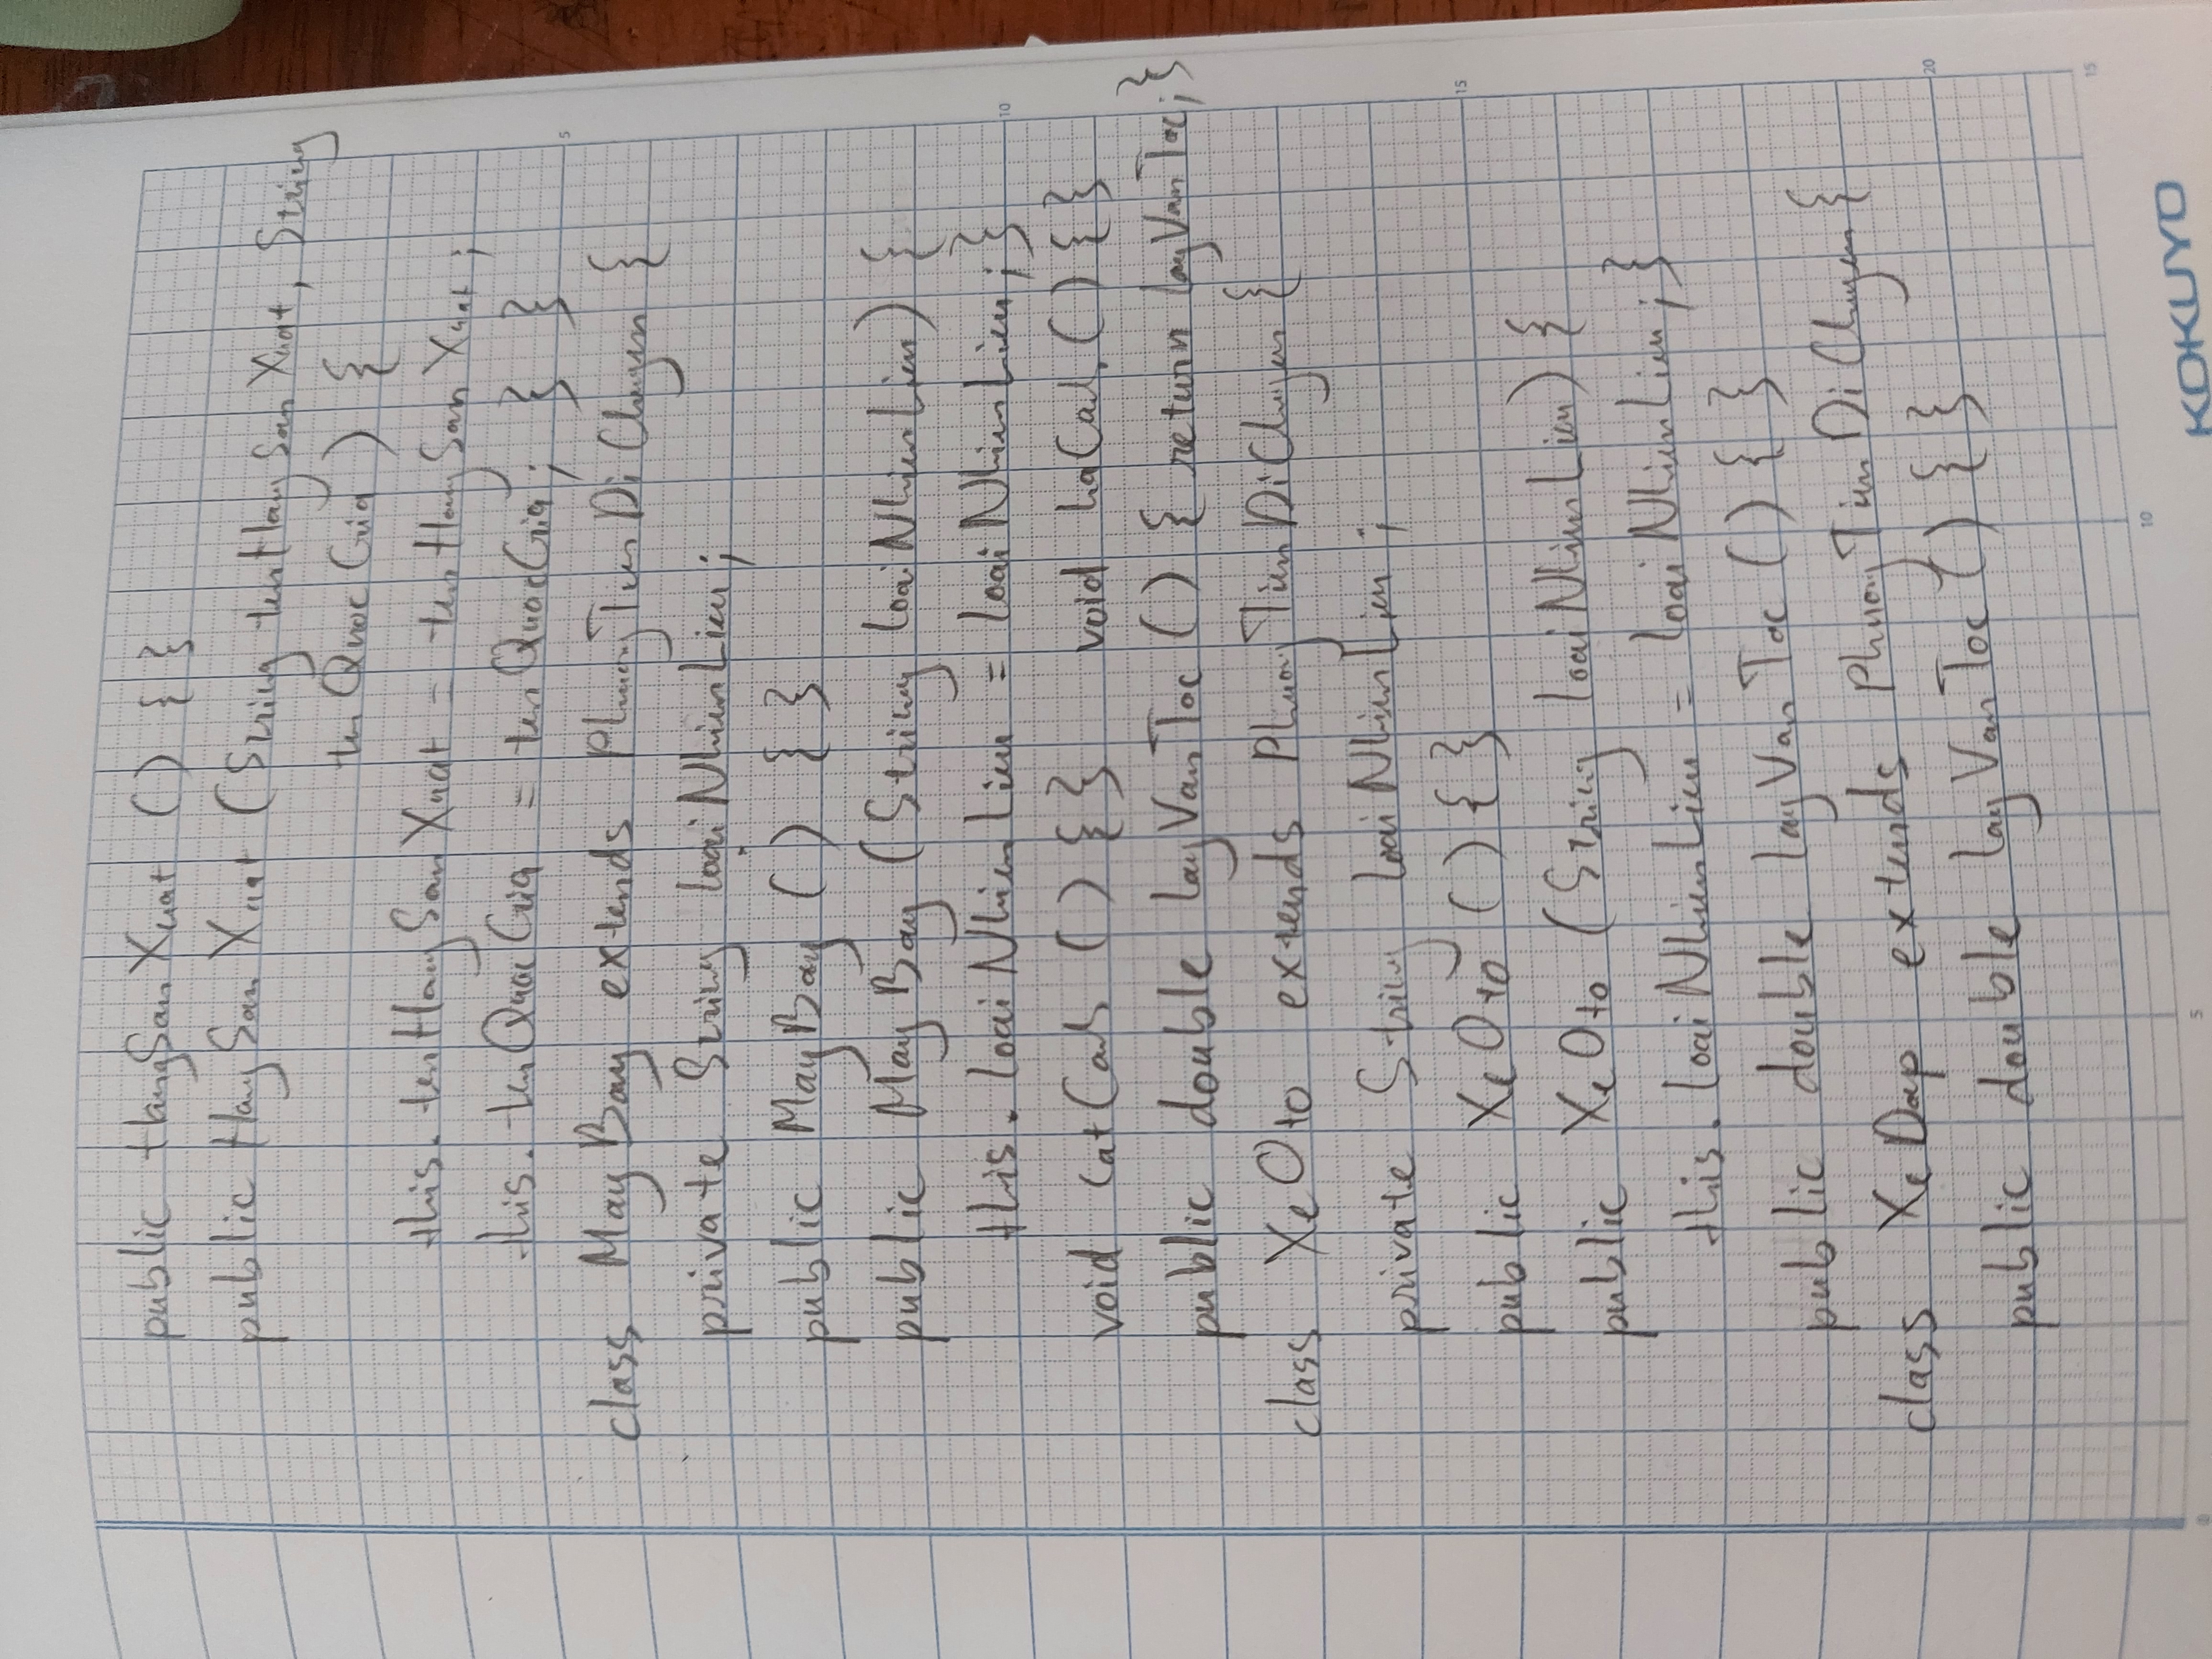 public HangSanXuat () { }
public HangSanXuat (String tenHangSanXuat, String
tenQuocGia) {
this.tenHangSanXuat = tenHangSanXuat;
this.tenQuocGia = tenQuocGia; } }
class MayBay extends PhuongTienDiChuyen {
private String loaiNhienLieu;
public MayBay () { }
public MayBay (String loaiNhienLieu) {
this.loaiNhienLieu = loaiNhienLieu; }
void catCanh () { } void haCanh () { }
public double layVanToc () { return layVanToc; }
class XeOto extends PhuongTienDiChuyen {
private String loaiNhienLieu;
public XeOto () { }
public XeOto (String loaiNhienLieu) {
this.loaiNhienLieu = loaiNhienLieu; }
public double layVanToc () { }
class XeDap extends PhuongTienDiChuyen {
public double layVanToc () { }
5
10
15
20
0 5 10 15
KOKUYO